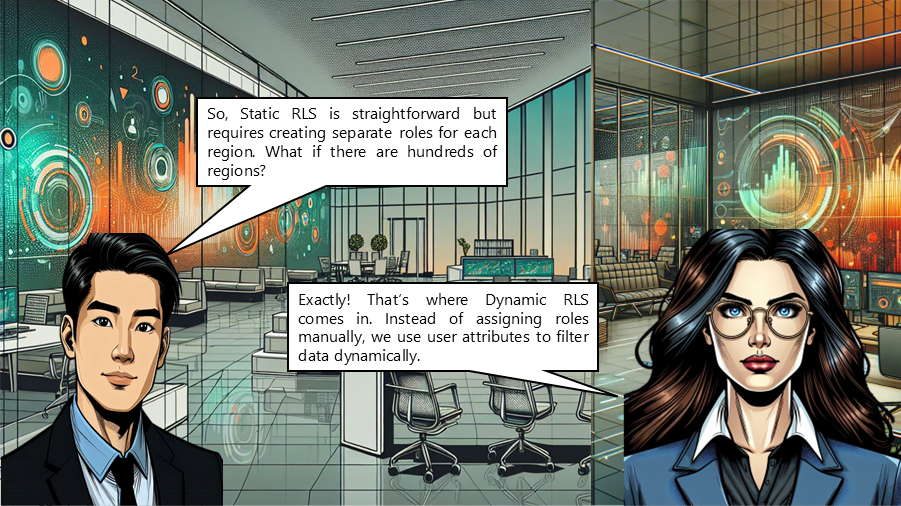 So, Static RLS is straightforward but
requires creating separate roles for each
region. What if there are hundreds of
regions?
Exactly! That's where Dynamic RLS
comes in. Instead of assigning roles
manually, we use user attributes to filter
data dynamically.